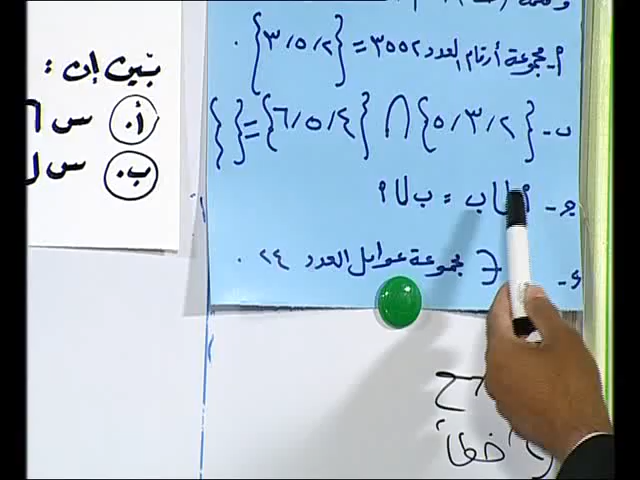 أ- مجموعة أرقام العدد ٣٥٥٢ = {٣/٥/٢} .
ب- {٥/٣/٢} ∩ {٦/٥/٤} = { }
جـ- أ ∪ ب = ب ∪ أ
ء- ∋ مجموعة عوامل العدد ٢٤ .
خطأ
بيّن إن :
أ. س
ب. س